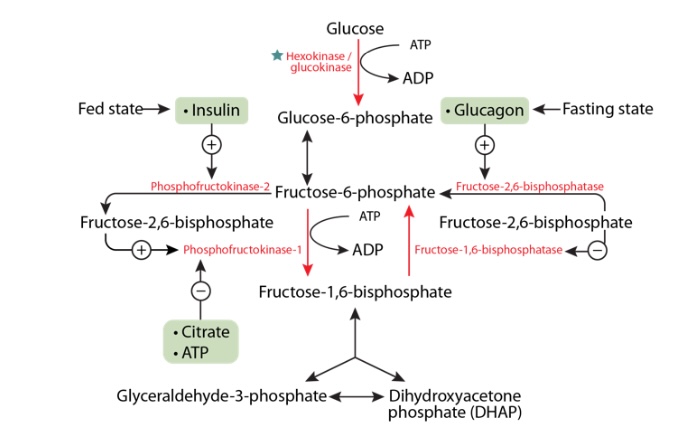 Glucose
ATP
Hexokinase /
glucokinase
ADP
Fed state
• Insulin
Glucose-6-phosphate
• Glucagon
Fasting state
+
+
Phosphofructokinase-2
Fructose-6-phosphate
Fructose-2,6-bisphosphatase
Fructose-2,6-bisphosphate
ATP
Fructose-2,6-bisphosphate
+
Phosphofructokinase-1
ADP
Fructose-1,6-bisphosphatase
−
−
Fructose-1,6-bisphosphate
• Citrate
• ATP
Glyceraldehyde-3-phosphate
Dihydroxyacetone
phosphate (DHAP)